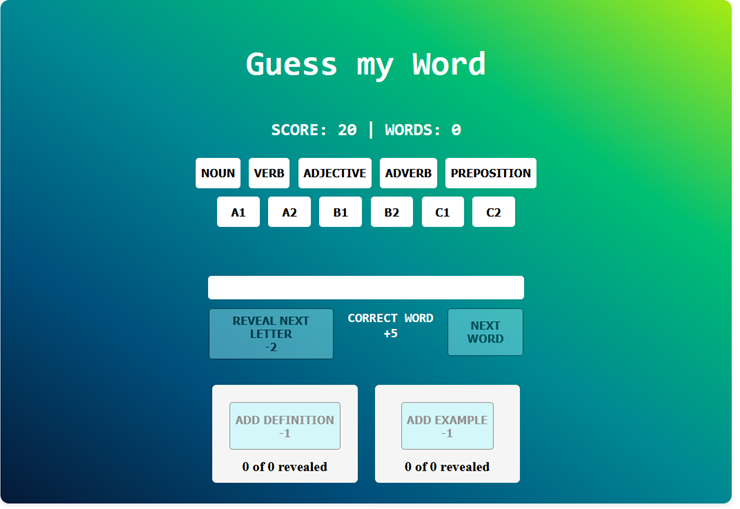 Guess my Word
SCORE: 20 | WORDS: 0
NOUN VERB ADJECTIVE ADVERB PREPOSITION
A1 A2 B1 B2 C1 C2
REVEAL NEXT
LETTER
-2
CORRECT WORD
+5
NEXT
WORD
ADD DEFINITION
-1
0 of 0 revealed
ADD EXAMPLE
-1
0 of 0 revealed